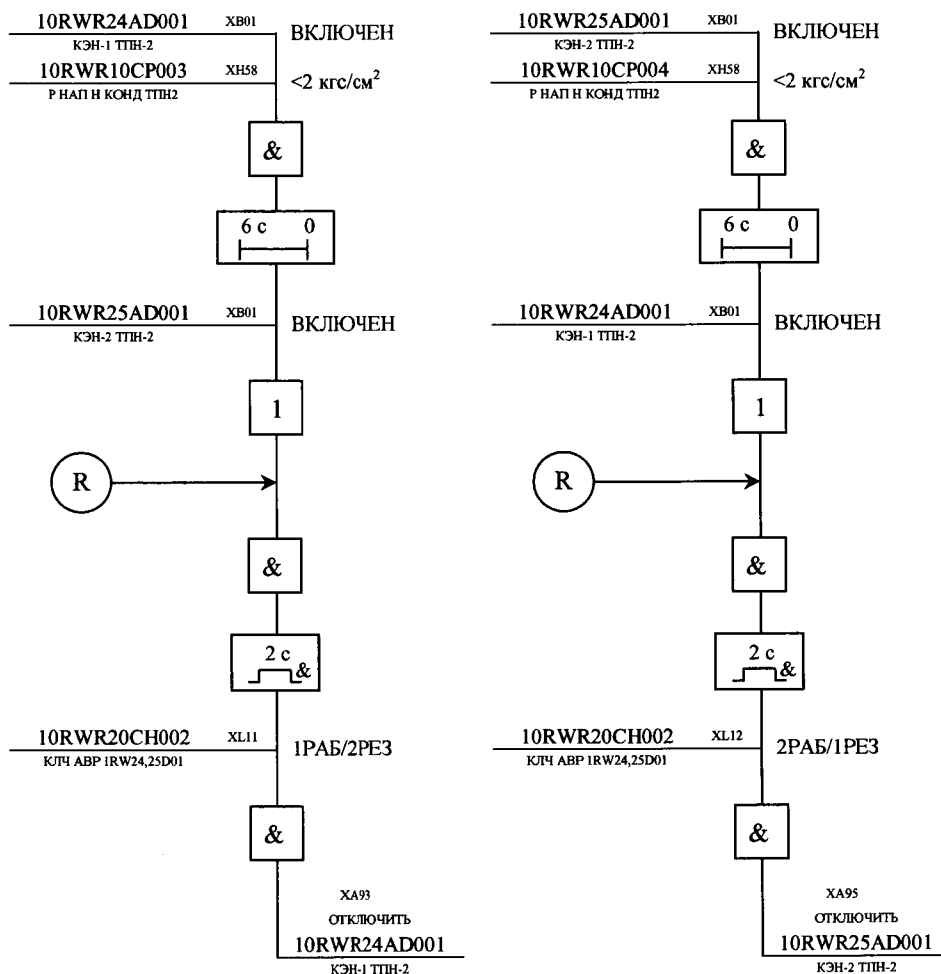 10RWR24AD001 XB01 ВКЛЮЧЕН
КЭН-1 ТПН-2
10RWR10CP003 XH58 <2 кгс/см²
Р НАП Н КОНД ТПН2
&
6 с 0
10RWR25AD001 XB01 ВКЛЮЧЕН
КЭН-2 ТПН-2
1
R
&
2 с
&
10RWR20CH002 XL11 1РАБ/2РЕЗ
КЛЧ АВР 1RW24,25D01
&
XA93
ОТКЛЮЧИТЬ
10RWR24AD001
КЭН-1 ТПН-2
10RWR25AD001 XB01 ВКЛЮЧЕН
КЭН-2 ТПН-2
10RWR10CP004 XH58 <2 кгс/см²
Р НАП Н КОНД ТПН2
&
6 с 0
10RWR24AD001 XB01 ВКЛЮЧЕН
КЭН-1 ТПН-2
1
R
&
2 с
&
10RWR20CH002 XL12 2РАБ/1РЕЗ
КЛЧ АВР 1RW24,25D01
&
XA95
ОТКЛЮЧИТЬ
10RWR25AD001
КЭН-2 ТПН-2